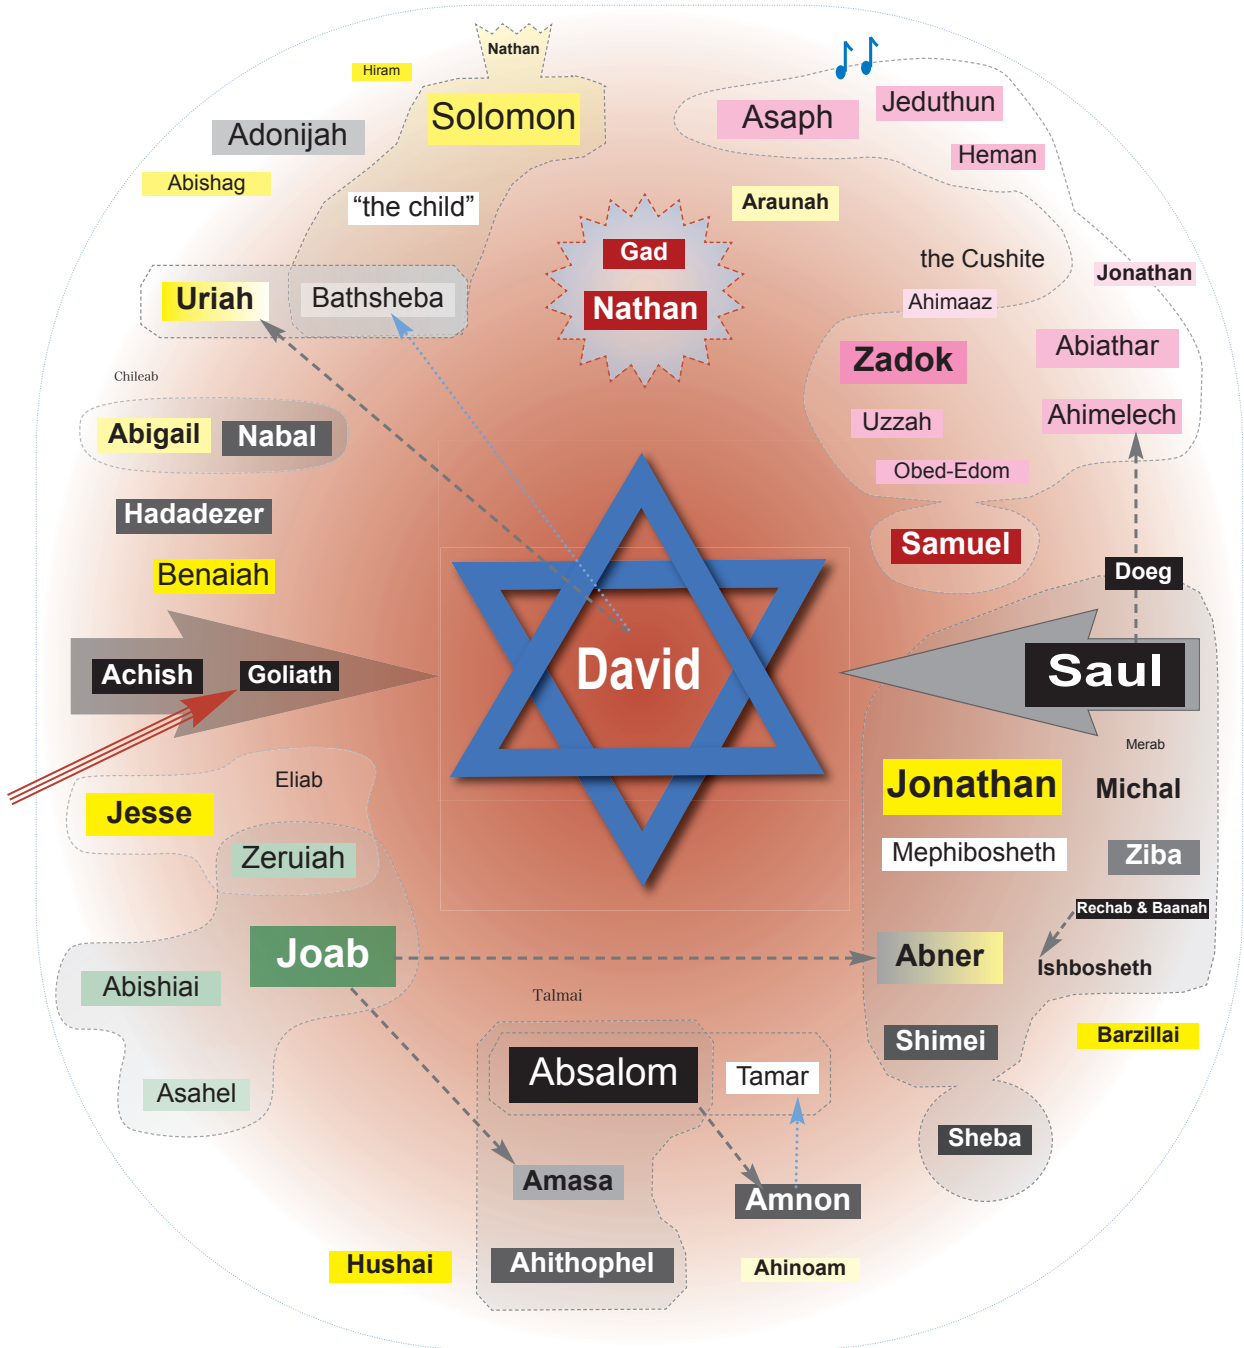 Nathan
Hiram
Solomon
Adonijah
Abishag
“the child”
Uriah
Bathsheba
Asaph
Jeduthun
Heman
Araunah
Gad
Nathan
the Cushite
Jonathan
Ahimaaz
Zadok
Abiathar
Uzzah
Ahimelech
Obed-Edom
Samuel
Doeg
Chileab
Abigail
Nabal
Hadadezer
Benaiah
Achish
Goliath
David
Saul
Merab
Jonathan
Michal
Mephibosheth
Ziba
Rechab & Baanah
Abner
Ishbosheth
Shimei
Barzillai
Sheba
Eliab
Jesse
Zeruiah
Joab
Abishiai
Asahel
Talmai
Absalom
Tamar
Amasa
Amnon
Hushai
Ahithophel
Ahinoam